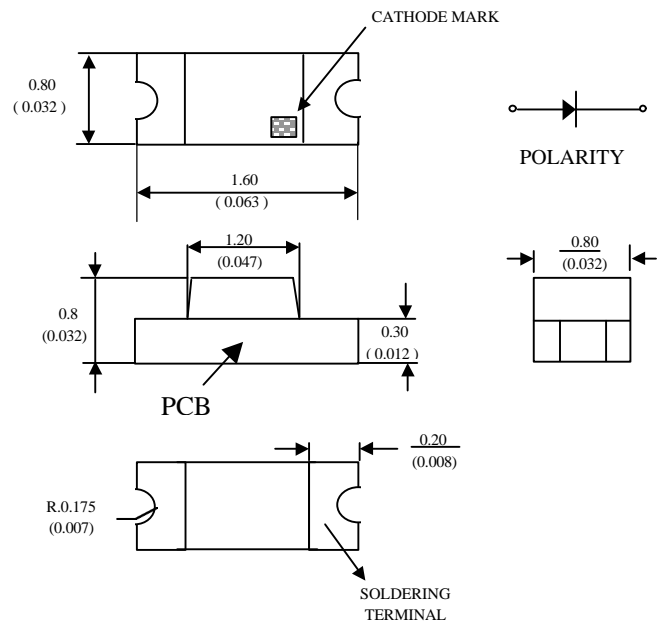 CATHODE MARK
0.80
( 0.032 )
POLARITY
1.60
( 0.063 )
1.20
(0.047)
0.80
(0.032)
0.8
(0.032)
0.30
( 0.012 )
PCB
0.20
(0.008)
R.0.175
(0.007)
SOLDERING
TERMINAL